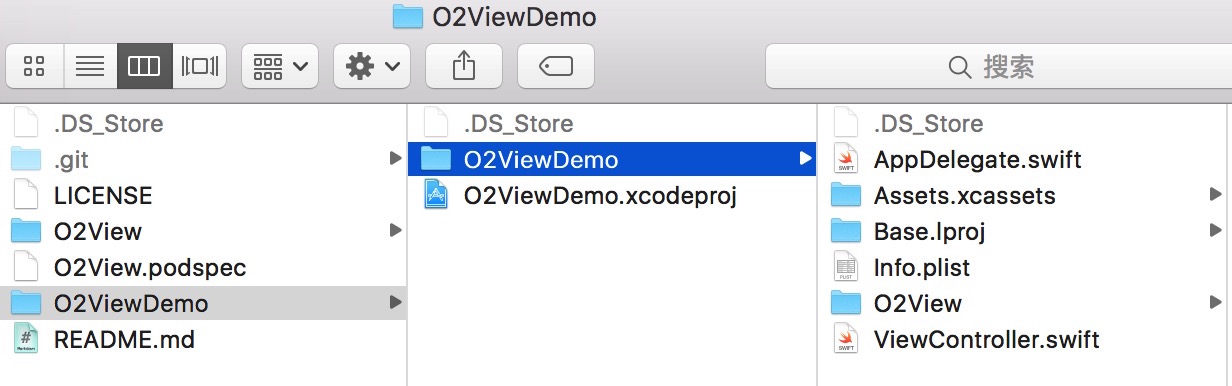 O2ViewDemo
搜索
.DS_Store
.git
LICENSE
O2View
O2View.podspec
O2ViewDemo
README.md
.DS_Store
O2ViewDemo
O2ViewDemo.xcodeproj
.DS_Store
AppDelegate.swift
Assets.xcassets
Base.lproj
Info.plist
O2View
ViewController.swift